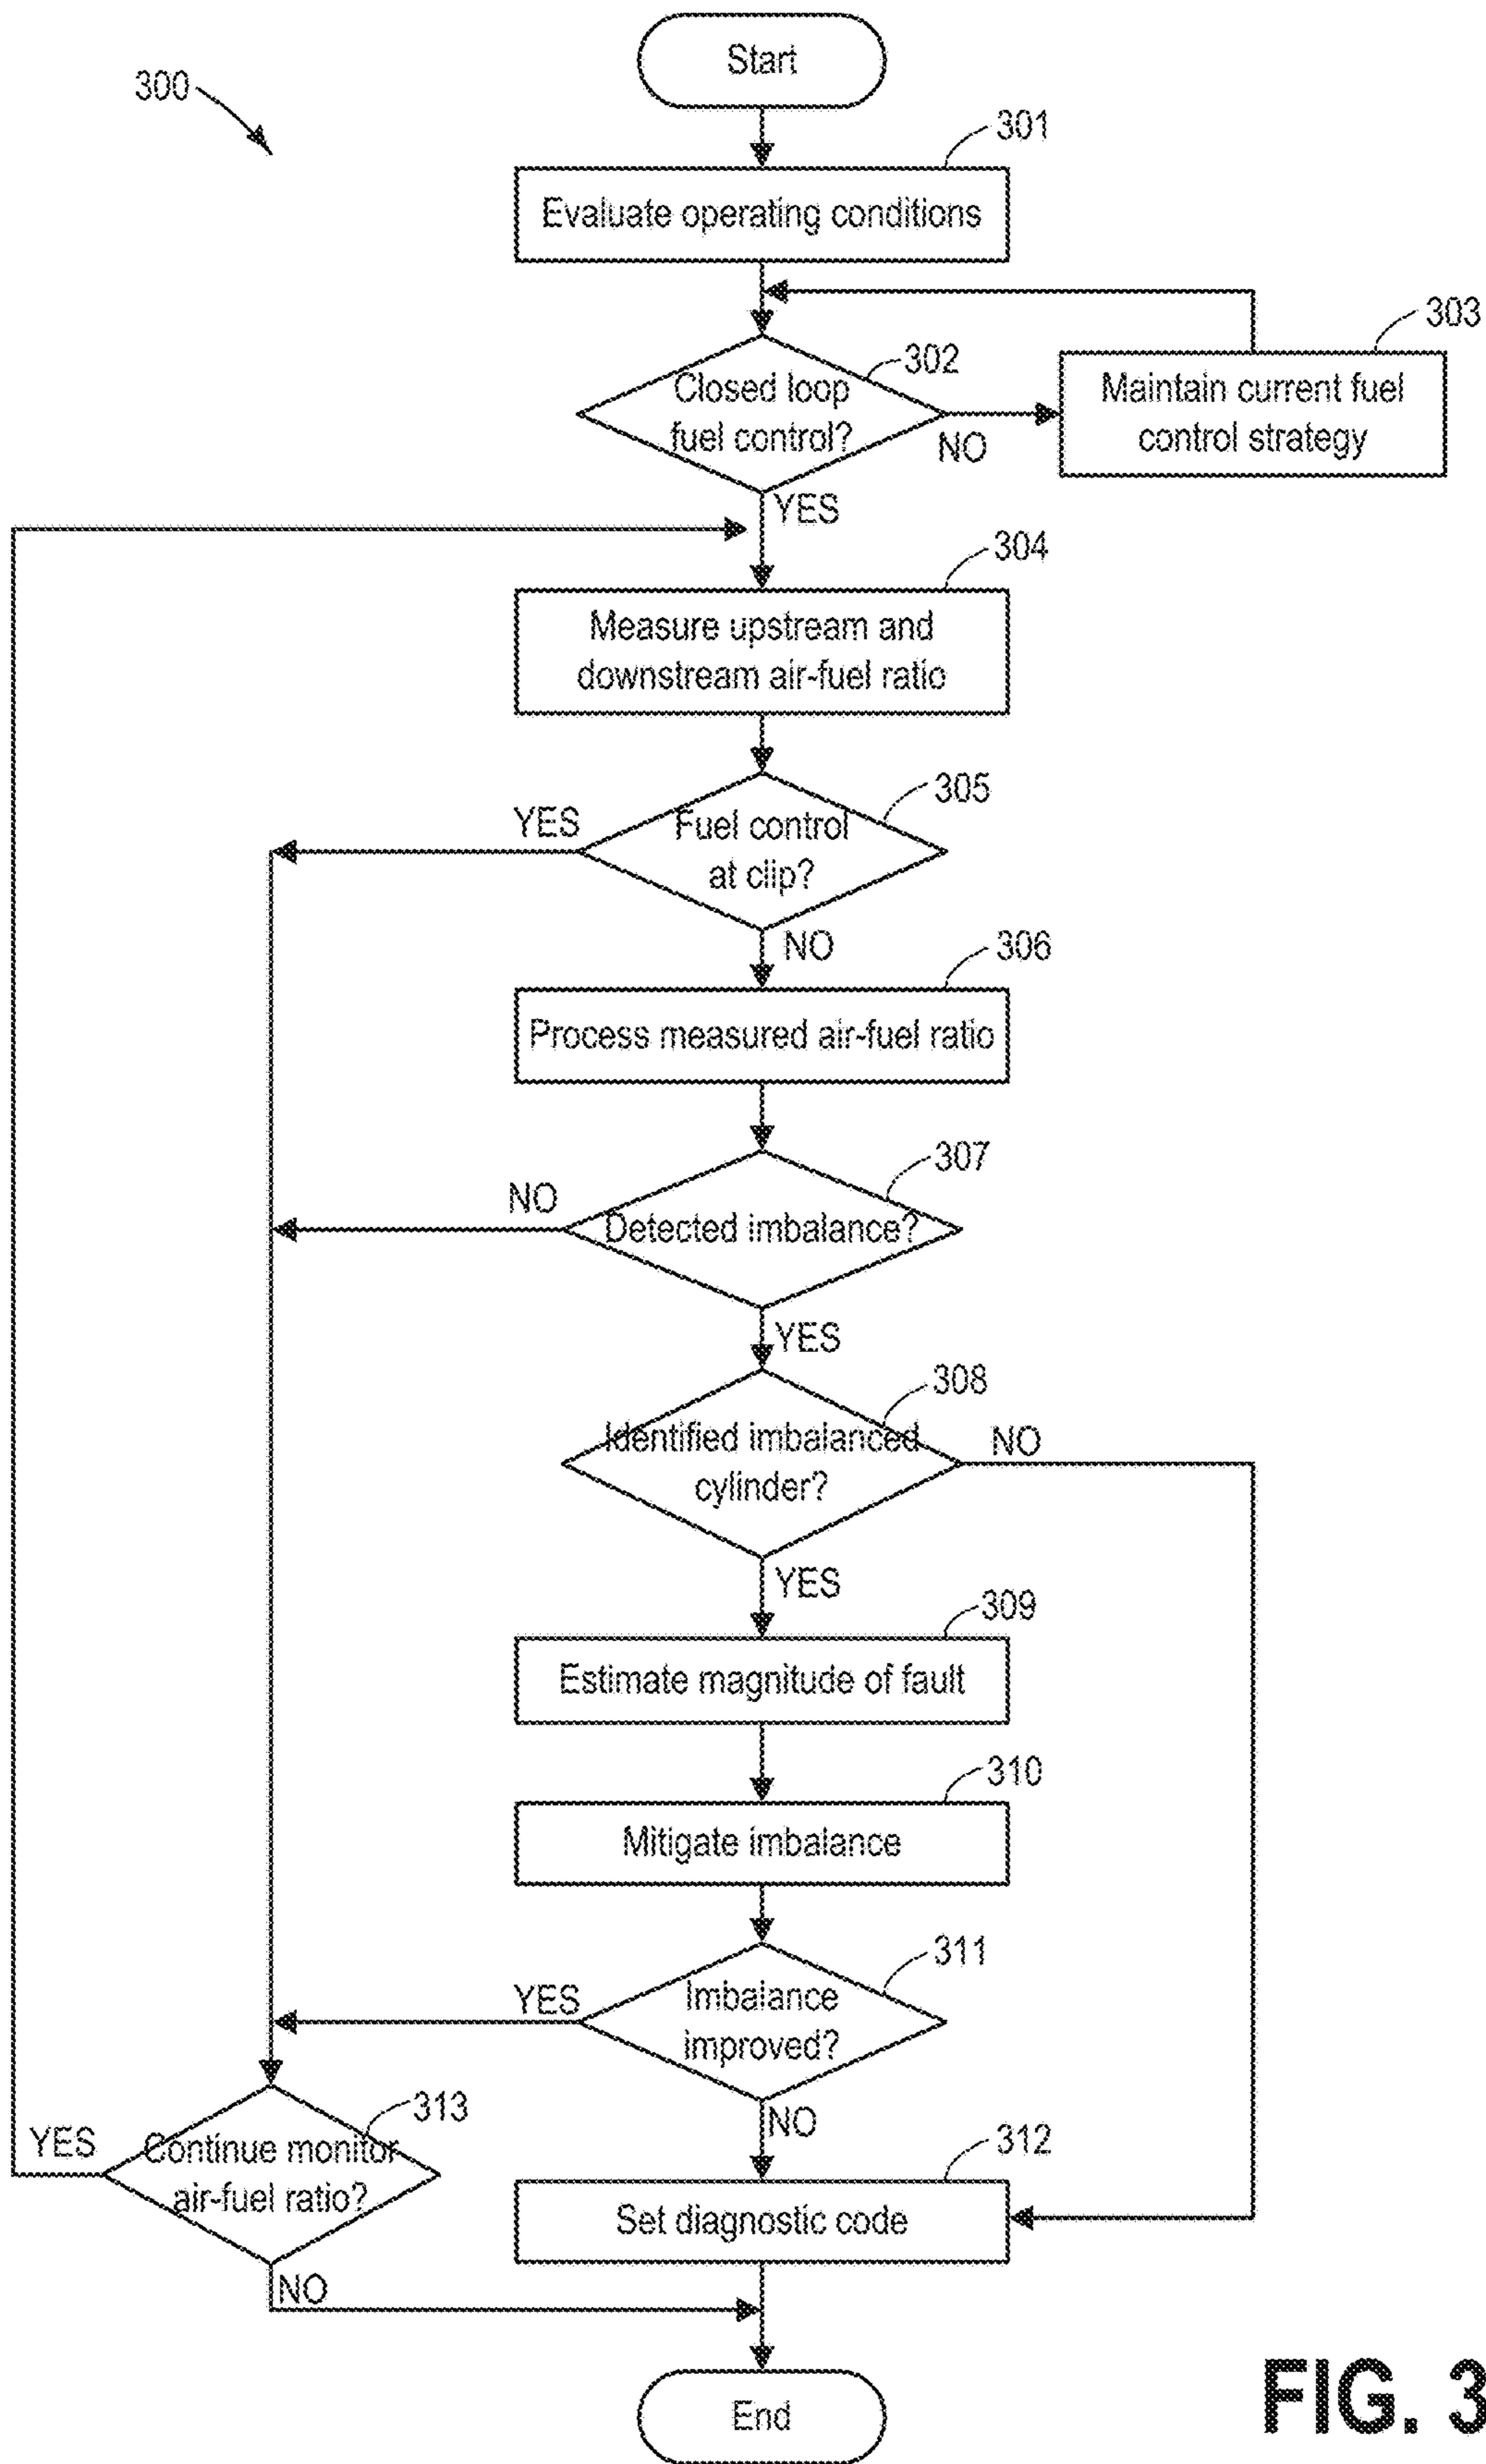 Start
300
301
Evaluate operating conditions
303
302
Closed loop
fuel control?
Maintain current fuel
control strategy
NO
YES
304
Measure upstream and
downstream air-fuel ratio
305
YES
Fuel control
at clip?
NO
306
Process measured air-fuel ratio
307
NO
Detected imbalance?
YES
308
Identified imbalanced
cylinder?
NO
YES
309
Estimate magnitude of fault
310
Mitigate imbalance
311
YES
Imbalance
improved?
313
NO
YES
Continue monitor
air-fuel ratio?
312
Set diagnostic code
NO
End
FIG. 3